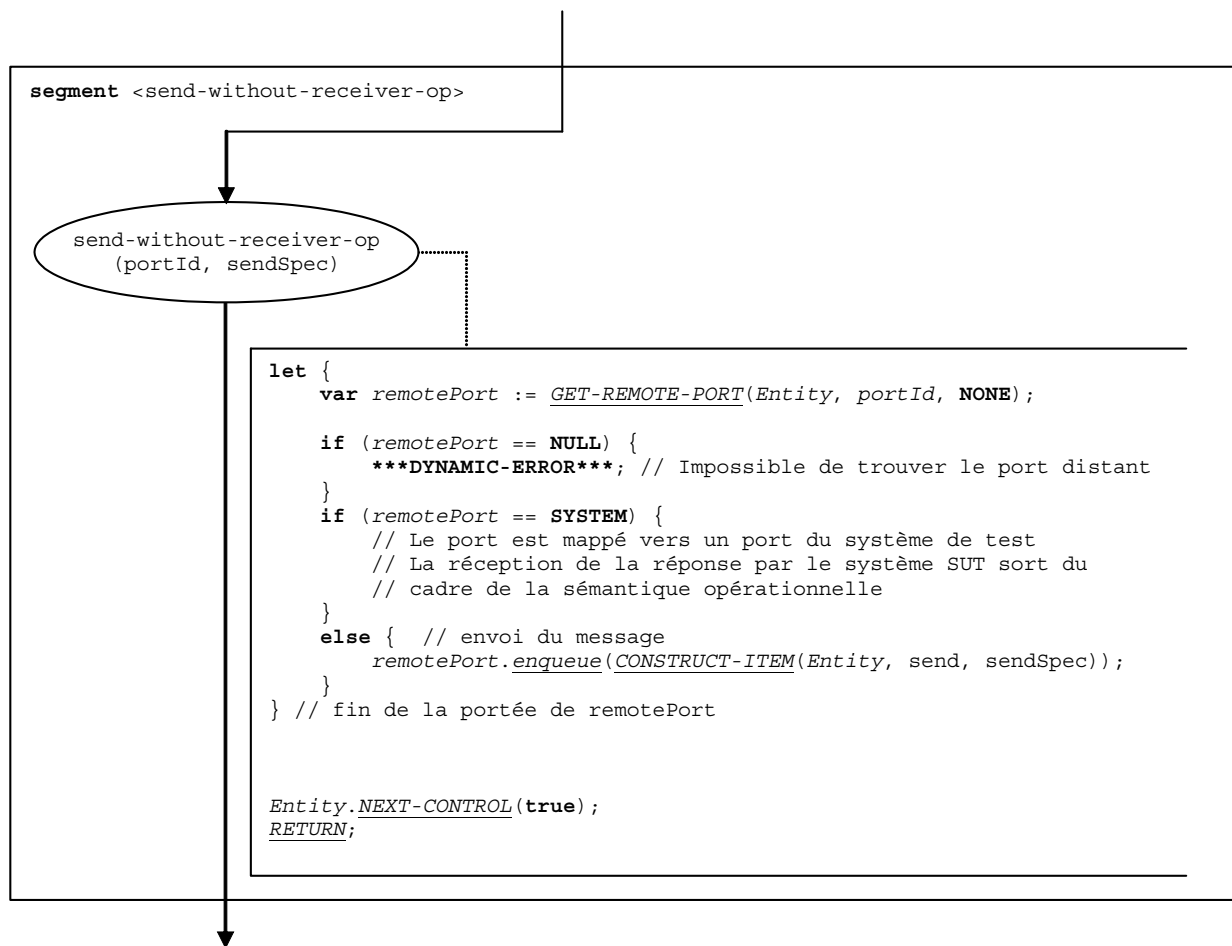 segment <send-without-receiver-op>
send-without-receiver-op
(portId, sendSpec)
let {
var remotePort := GET-REMOTE-PORT(Entity, portId, NONE);
if (remotePort == NULL) {
***DYNAMIC-ERROR***; // Impossible de trouver le port distant
}
if (remotePort == SYSTEM) {
// Le port est mappé vers un port du système de test
// La réception de la réponse par le système SUT sort du
// cadre de la sémantique opérationnelle
}
else { // envoi du message
remotePort.enqueue(CONSTRUCT-ITEM(Entity, send, sendSpec));
}
} // fin de la portée de remotePort
Entity.NEXT-CONTROL(true);
RETURN;